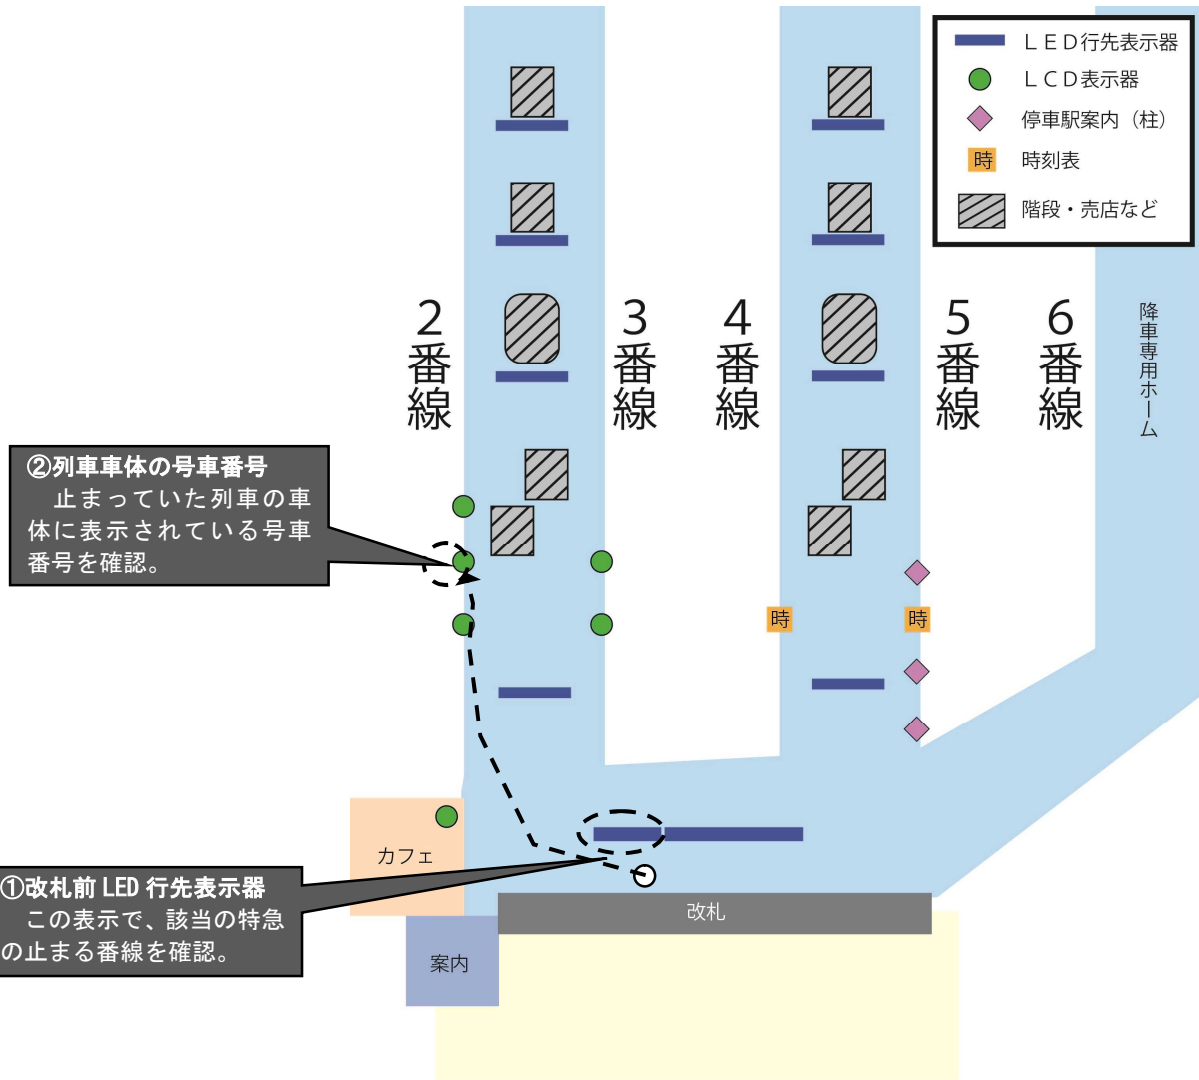 ＬＥＤ行先表示器
ＬＣＤ表示器
停車駅案内（柱）
時 時刻表
階段・売店など
2番線
3番線
4番線
5番線
6番線
降車専用ホーム
②列車車体の号車番号
止まっていた列車の車
体に表示されている号車
番号を確認。
時
時
カフェ
①改札前 LED 行先表示器
この表示で、該当の特急
の止まる番線を確認。
改札
案内